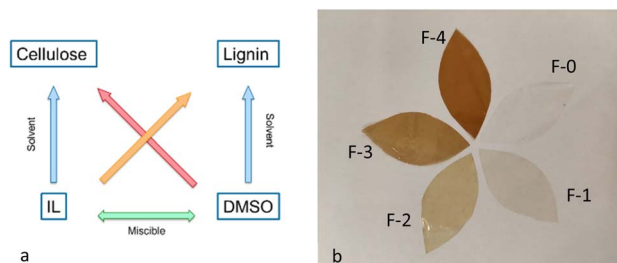 Cellulose
Lignin
Solvent
Solvent
IL
DMSO
Miscible
a
F-4
F-0
F-3
F-1
F-2
b